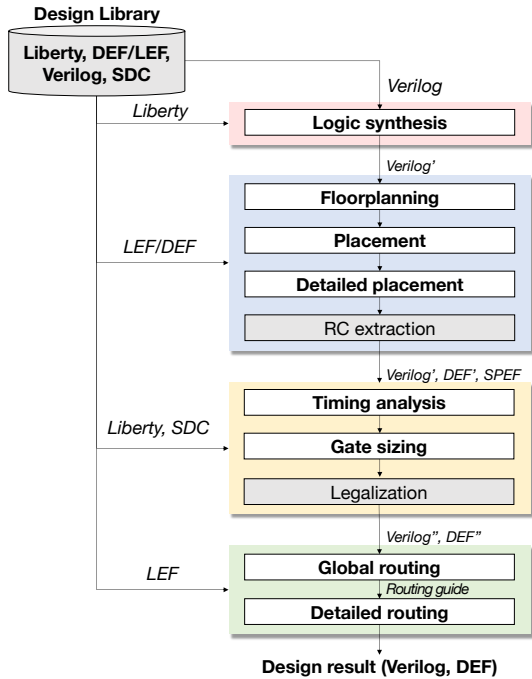 Design Library
Liberty, DEF/LEF,
Verilog, SDC
Verilog
Liberty
Logic synthesis
Verilog'
Floorplanning
Placement
LEF/DEF
Detailed placement
RC extraction
Verilog', DEF', SPEF
Timing analysis
Liberty, SDC
Gate sizing
Legalization
Verilog”, DEF”
Global routing
LEF
Routing guide
Detailed routing
Design result (Verilog, DEF)